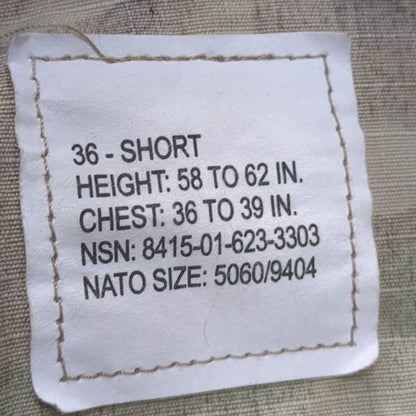 36 - SHORT
HEIGHT: 58 TO 62 IN.
CHEST: 36 TO 39 IN.
NSN: 8415-01-623-3303
NATO SIZE: 5060/9404